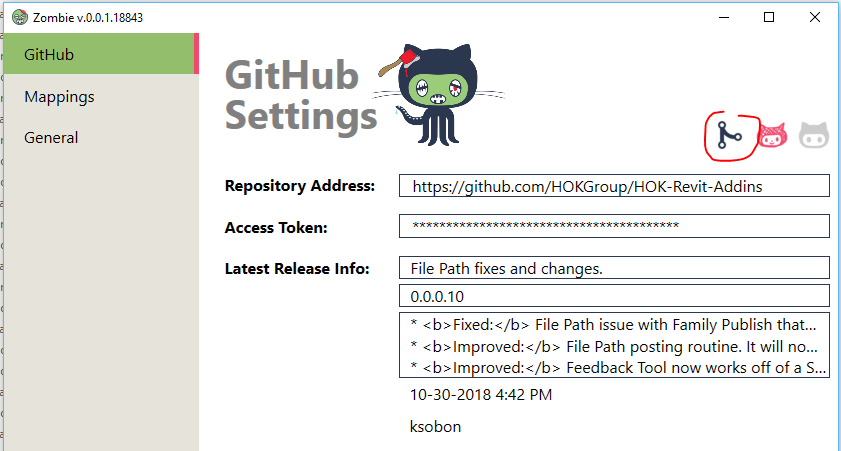 Zombie v.0.0.1.18843
GitHub
Mappings
General
GitHub
Settings
Repository Address: https://github.com/HOKGroup/HOK-Revit-Addins
Access Token: ****************************************
Latest Release Info: File Path fixes and changes.
0.0.0.10
* <b>Fixed:</b> File Path issue with Family Publish that...
* <b>Improved:</b> File Path posting routine. It will no...
* <b>Improved:</b> Feedback Tool now works off of a S...
10-30-2018 4:42 PM
ksobon